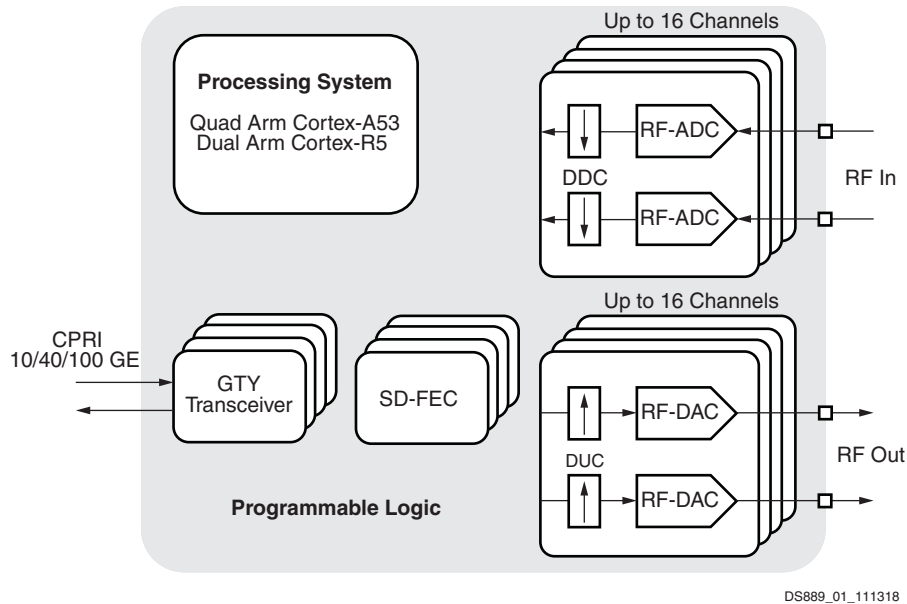 Up to 16 Channels
Processing System
Quad Arm Cortex-A53
Dual Arm Cortex-R5
RF-ADC
DDC
RF-ADC
RF In
Up to 16 Channels
CPRI
10/40/100 GE
GTY
Transceiver
SD-FEC
RF-DAC
DUC
RF-DAC
RF Out
Programmable Logic
DS889_01_111318